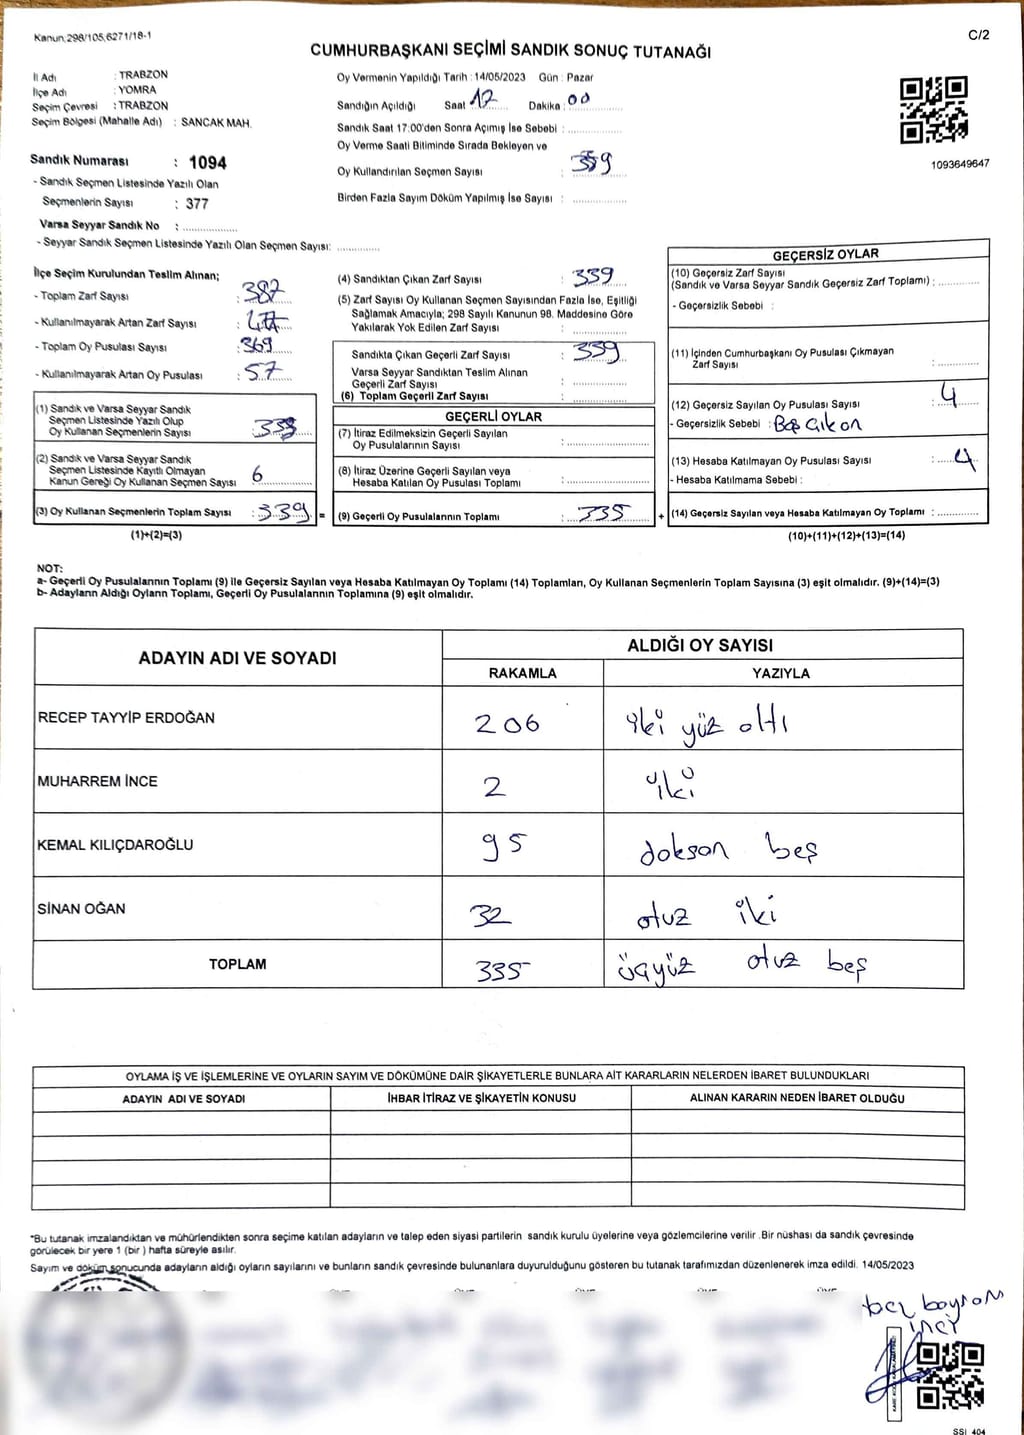 Kanun,298/105,6271/18-1
C/2
CUMHURBAŞKANI SEÇİMİ SANDIK SONUÇ TUTANAĞI
İl Adı : TRABZON
İlçe Adı : YOMRA
Seçim Çevresi : TRABZON
Seçim Bölgesi (Mahalle Adı) : SANCAK MAH.
Oy Vermenin Yapıldığı Tarih : 14/05/2023 Gün : Pazar
Sandığın Açıldığı Saat 17 Dakika : 00
Sandık Saat 17:00'den Sonra Açımış İse Sebebi :
Oy Verme Saati Bitiminde Sırada Bekleyen ve
Oy Kullandırılan Seçmen Sayısı :
Birden Fazla Sayım Döküm Yapılmış İse Sayısı :
1093649647
Sandık Numarası : 1094
- Sandık Seçmen Listesinde Yazılı Olan
Seçmenlerin Sayısı : 377
Varsa Seyyar Sandık No :
- Seyyar Sandık Seçmen Listesinde Yazılı Olan Seçmen Sayısı:
İlçe Seçim Kurulundan Teslim Alınan;
- Toplam Zarf Sayısı : 387
- Kullanılmayarak Artan Zarf Sayısı :
- Toplam Oy Pusulası Sayısı : 369
- Kullanılmayarak Artan Oy Pusulası : 57
(1) Sandık ve Varsa Seyyar Sandık
Seçmen Listesinde Yazılı Olup
Oy Kullanan Seçmenlerin Sayısı : 333
(2) Sandık ve Varsa Seyyar Sandık
Seçmen Listesinde Kayıtlı Olmayan
Kanun Gereği Oy Kullanan Seçmen Sayısı : 6
(3) Oy Kullanan Seçmenlerin Toplam Sayısı : 339 =
(1)+(2)=(3)
(4) Sandıktan Çıkan Zarf Sayısı : 339
(5) Zarf Sayısı Oy Kullanan Seçmen Sayısından Fazla İse, Eşitliği
Sağlamak Amacıyla; 298 Sayılı Kanunun 98. Maddesine Göre
Yakılarak Yok Edilen Zarf Sayısı :
Sandıkta Çıkan Geçerli Zarf Sayısı : 339
Varsa Seyyar Sandıktan Teslim Alınan
Geçerli Zarf Sayısı :
(6) Toplam Geçerli Zarf Sayısı :
GEÇERLİ OYLAR
(7) İtiraz Edilmeksizin Geçerli Sayılan
Oy Pusulalarının Sayısı :
(8) İtiraz Üzerine Geçerli Sayılan veya
Hesaba Katılan Oy Pusulası Toplamı :
(9) Geçerli Oy Pusulalarının Toplamı : 335 +
GEÇERSİZ OYLAR
(10) Geçersiz Zarf Sayısı
(Sandık ve Varsa Seyyar Sandık Geçersiz Zarf Toplamı) :
- Geçersizlik Sebebi :
(11) İçinden Cumhurbaşkanı Oy Pusulası Çıkmayan
Zarf Sayısı :
(12) Geçersiz Sayılan Oy Pusulası Sayısı : 4
- Geçersizlik Sebebi : Boş çıkan
(13) Hesaba Katılmayan Oy Pusulası Sayısı : 4
- Hesaba Katılmama Sebebi :
(14) Geçersiz Sayılan veya Hesaba Katılmayan Oy Toplamı :
(10)+(11)+(12)+(13)=(14)
NOT:
a- Geçerli Oy Pusulalarının Toplamı (9) ile Geçersiz Sayılan veya Hesaba Katılmayan Oy Toplamı (14) Toplamları, Oy Kullanan Seçmenlerin Toplam Sayısına (3) eşit olmalıdır. (9)+(14)=(3)
b- Adayların Aldığı Oyların Toplamı, Geçerli Oy Pusulalarının Toplamına (9) eşit olmalıdır.
ADAYIN ADI VE SOYADI ALDIĞI OY SAYISI
RAKAMLA YAZIYLA
RECEP TAYYİP ERDOĞAN 206 iki yüz altı
MUHARREM İNCE 2 iki
KEMAL KILIÇDAROĞLU 95 doksan beş
SİNAN OĞAN 32 otuz iki
TOPLAM 335 üçyüz otuz beş
OYLAMA İŞ VE İŞLEMLERİNE VE OYLARIN SAYIM VE DÖKÜMÜNE DAİR ŞİKAYETLERLE BUNLARA AİT KARARLARIN NELERDEN İBARET BULUNDUKLARI
ADAYIN ADI VE SOYADI İHBAR İTİRAZ VE ŞİKAYETİN KONUSU ALINAN KARARIN NEDEN İBARET OLDUĞU
*Bu tutanak imzalandıktan ve mühürlendikten sonra seçime katılan adayların ve talep eden siyasi partilerin sandık kurulu üyelerine veya gözlemcilerine verilir .Bir nüshası da sandık çevresinde
görülecek bir yere 1 (bir ) hafta süreyle asılır.
Sayım ve döküm sonucunda adayların aldığı oyların sayılarını ve bunların sandık çevresinde bulunanlara duyurulduğunu gösteren bu tutanak tarafımızdan düzenlenerek imza edildi. 14/05/2023
bayram
inci
SSI 404